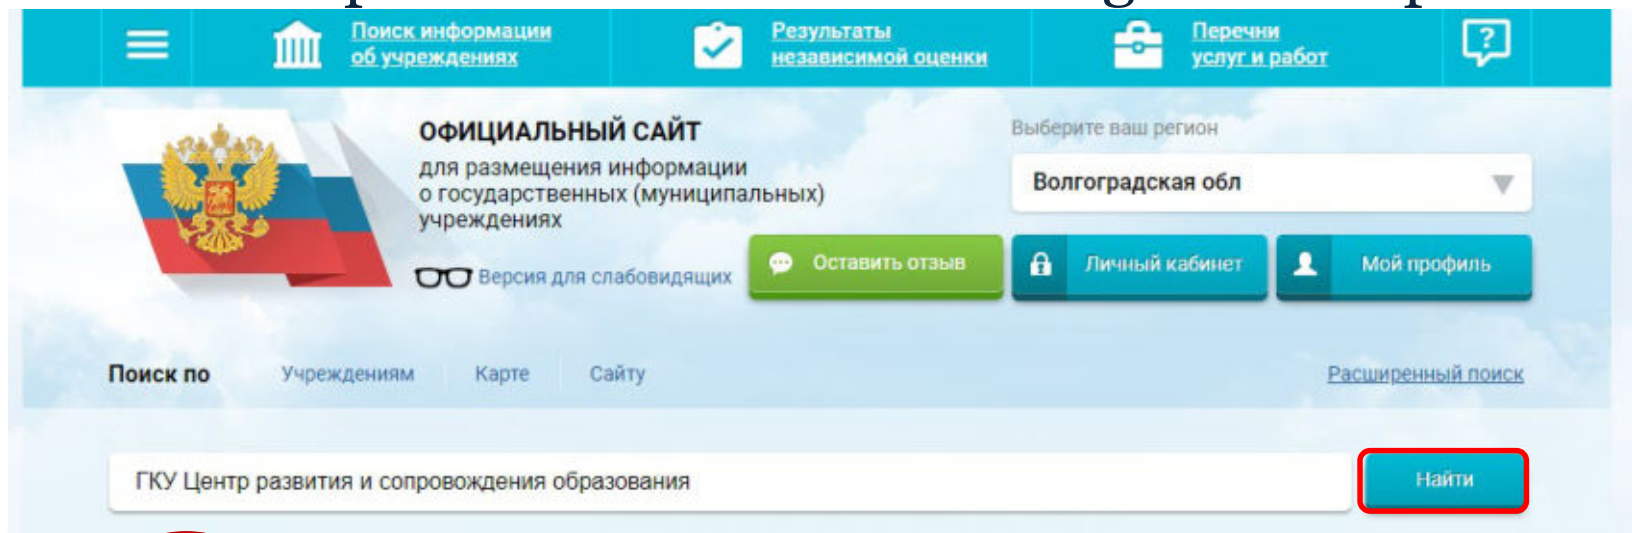 Поиск информации
об учреждениях
Результаты
независимой оценки
Перечни
услуг и работ
ОФИЦИАЛЬНЫЙ САЙТ
для размещения информации
о государственных (муниципальных)
учреждениях
Версия для слабовидящих
Выберите ваш регион
Волгоградская обл
Оставить отзыв
Личный кабинет
Мой профиль
Поиск по Учреждениям Карте Сайту Расширенный поиск
ГКУ Центр развития и сопровождения образования Найти